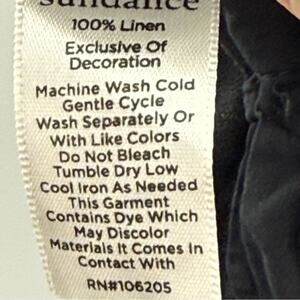 sundance
100% Linen
Exclusive Of
Decoration
Machine Wash Cold
Gentle Cycle
Wash Separately Or
With Like Colors
Do Not Bleach
Tumble Dry Low
Cool Iron As Needed
This Garment
Contains Dye Which
May Discolor
Materials It Comes In
Contact With
RN#106205